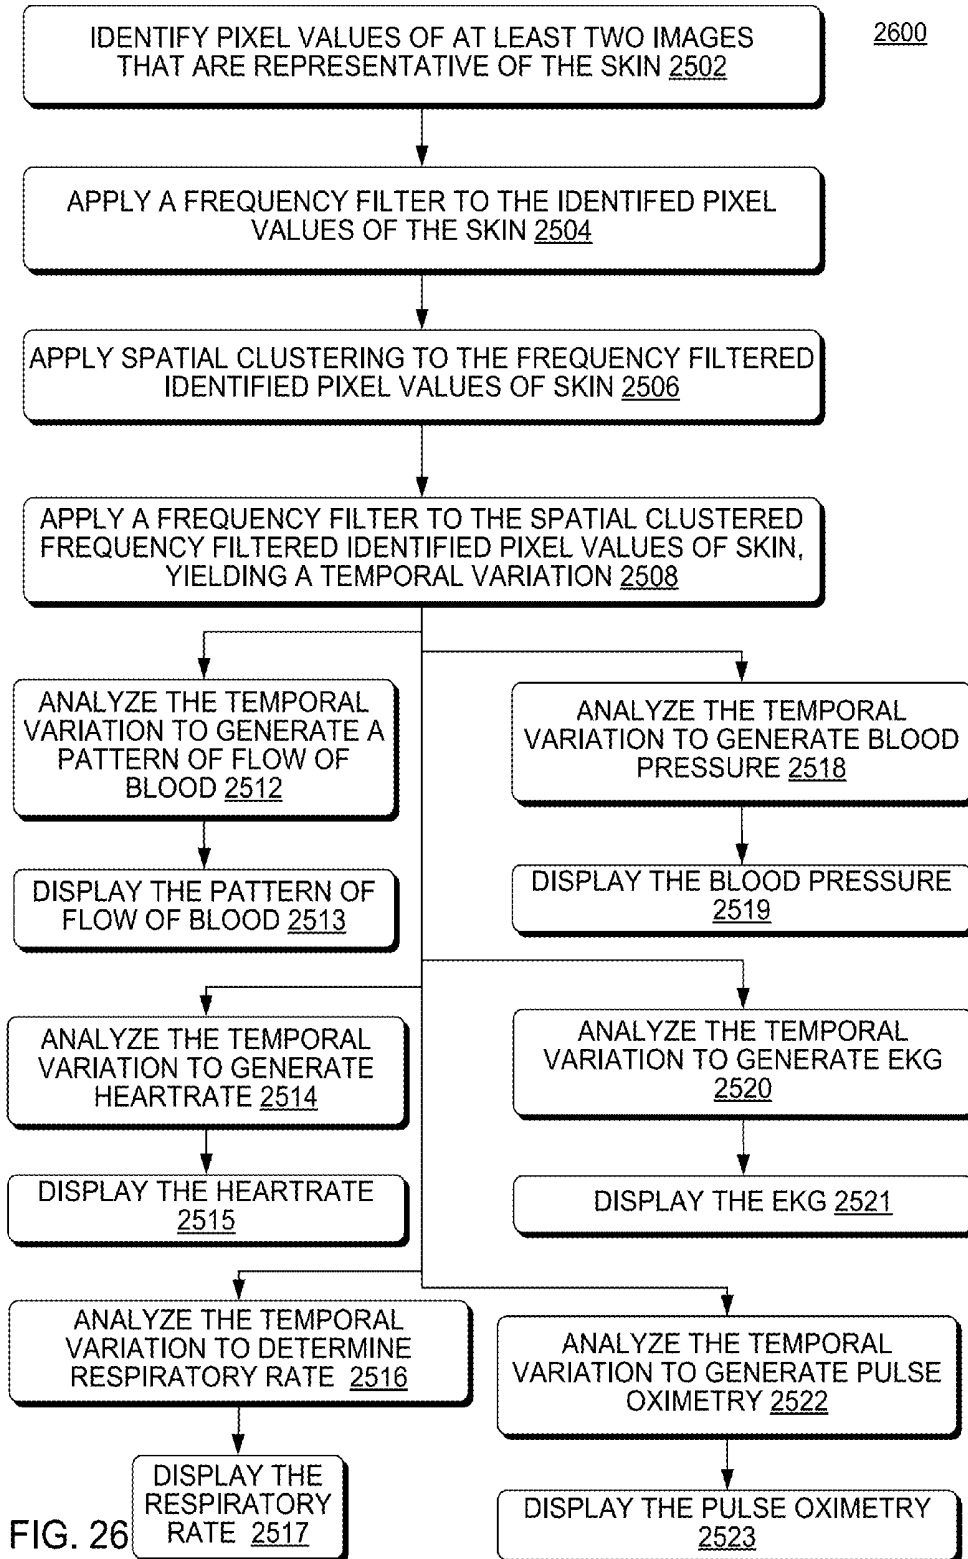 2600
IDENTIFY PIXEL VALUES OF AT LEAST TWO IMAGES
THAT ARE REPRESENTATIVE OF THE SKIN 2502
APPLY A FREQUENCY FILTER TO THE IDENTIFED PIXEL
VALUES OF THE SKIN 2504
APPLY SPATIAL CLUSTERING TO THE FREQUENCY FILTERED
IDENTIFIED PIXEL VALUES OF SKIN 2506
APPLY A FREQUENCY FILTER TO THE SPATIAL CLUSTERED
FREQUENCY FILTERED IDENTIFIED PIXEL VALUES OF SKIN,
YIELDING A TEMPORAL VARIATION 2508
ANALYZE THE TEMPORAL
VARIATION TO GENERATE A
PATTERN OF FLOW OF
BLOOD 2512
DISPLAY THE PATTERN OF
FLOW OF BLOOD 2513
ANALYZE THE TEMPORAL
VARIATION TO GENERATE BLOOD
PRESSURE 2518
DISPLAY THE BLOOD PRESSURE
2519
ANALYZE THE TEMPORAL
VARIATION TO GENERATE
HEARTRATE 2514
DISPLAY THE HEARTRATE
2515
ANALYZE THE TEMPORAL
VARIATION TO GENERATE EKG
2520
DISPLAY THE EKG 2521
ANALYZE THE TEMPORAL
VARIATION TO DETERMINE
RESPIRATORY RATE 2516
DISPLAY THE
RESPIRATORY
RATE 2517
ANALYZE THE TEMPORAL
VARIATION TO GENERATE PULSE
OXIMETRY 2522
DISPLAY THE PULSE OXIMETRY
2523
FIG. 26